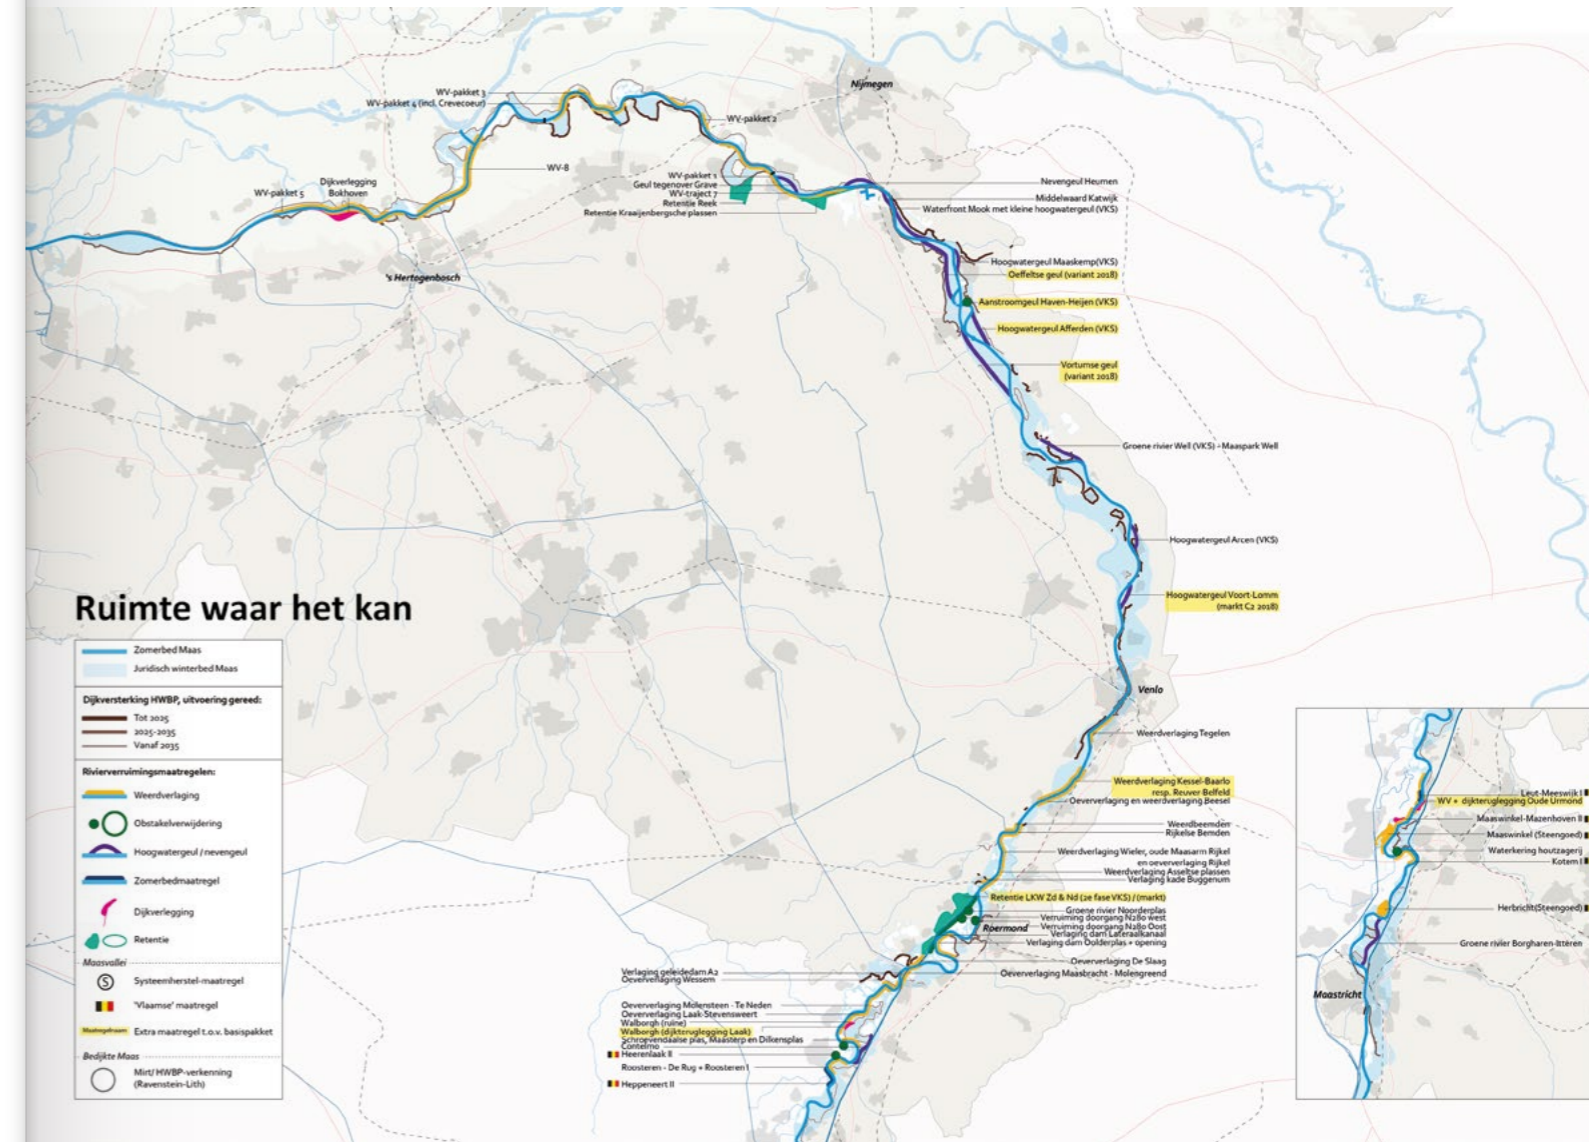 Nijmegen
WV-pakket 3
WV-pakket 4 (incl. Crevecoeur)
WV-pakket 2
WV-8
WV-pakket 5
Dijkverlegging
Bokhoven
's Hertogenbosch
WV-pakket 1
Geul tegenover Grave
WV-traject 7
Retentie Reek
Retentie Kraaijenbergsche plassen
Nevengeul Heumen
Middelwaard Katwijk
Waterfront Mook met kleine hoogwatergeul (VKS)
Hoogwatergeul Maaskemp(VKS)
Oeffeltse geul (variant 2018)
Aanstroomgeul Haven-Heijen (VKS)
Hoogwatergeul Afferden (VKS)
Vortumse geul
(variant 2018)
Groene rivier Well (VKS) - Maaspark Well
Hoogwatergeul Arcen (VKS)
Hoogwatergeul Voort-Lomm
(markt C2 2018)
Venlo
Weerdverlaging Tegelen
Weerdverlaging Kessel-Baarlo
resp. Reuver-Belfeld
Oeververlaging en weerdverlaging Beesel
Weerdbeemden
Rijkelse Bemden
Weerdverlaging Wieler, oude Maasarm Rijkel
en oeververlaging Rijkel
Weerdverlaging Asseltse plassen
Verlaging kade Buggenum
Retentie LKW Zd & Nd (2e fase VKS) / (markt)
Groene rivier Noorderplas
Verruiming doorgang N280 west
Verruiming doorgang N280 Oost
Roermond
Verlaging dam Lateraalkanaal
Verlaging dam Oolderplas + opening
Oeververlaging De Slaag
Oeververlaging Maasbracht - Molengreend
Verlaging geleidedam A2
Oeververlaging Wessem
Oeververlaging Molensteen - Te Neden
Oeververlaging Laak-Stevensweert
Walborgh (ruïne)
Walborgh (dijkteruglegging Laak)
Schroevendaalse plas, Maasterp en Dilkensplas
Contelmo
Heerenlaak II
Roosteren - De Rug + Roosteren I
Heppeneert II
Ruimte waar het kan
Zomerbed Maas
Juridisch winterbed Maas
Dijkversterking HWBP, uitvoering gereed:
Tot 2025
2025-2035
Vanaf 2035
Rivierverruimingsmaatregelen:
Weerdverlaging
Obstakelverwijdering
Hoogwatergeul / nevengeul
Zomerbedmaatregel
Dijkverlegging
Retentie
Maasvallei
S Systeemherstel-maatregel
'Vlaamse' maatregel
Maatregelnaam Extra maatregel t.o.v. basispakket
Bedijkte Maas
Mirt/ HWBP-verkenning
(Ravenstein-Lith)
Leut-Meeswijk I
WV + dijkteruglegging Oude Urmond
Maaswinkel-Mazenhoven II
Maaswinkel (Steengoed)
Waterkering houtzagerij
Kotem I
Herbricht(Steengoed)
Groene rivier Borgharen-Itteren
Maastricht